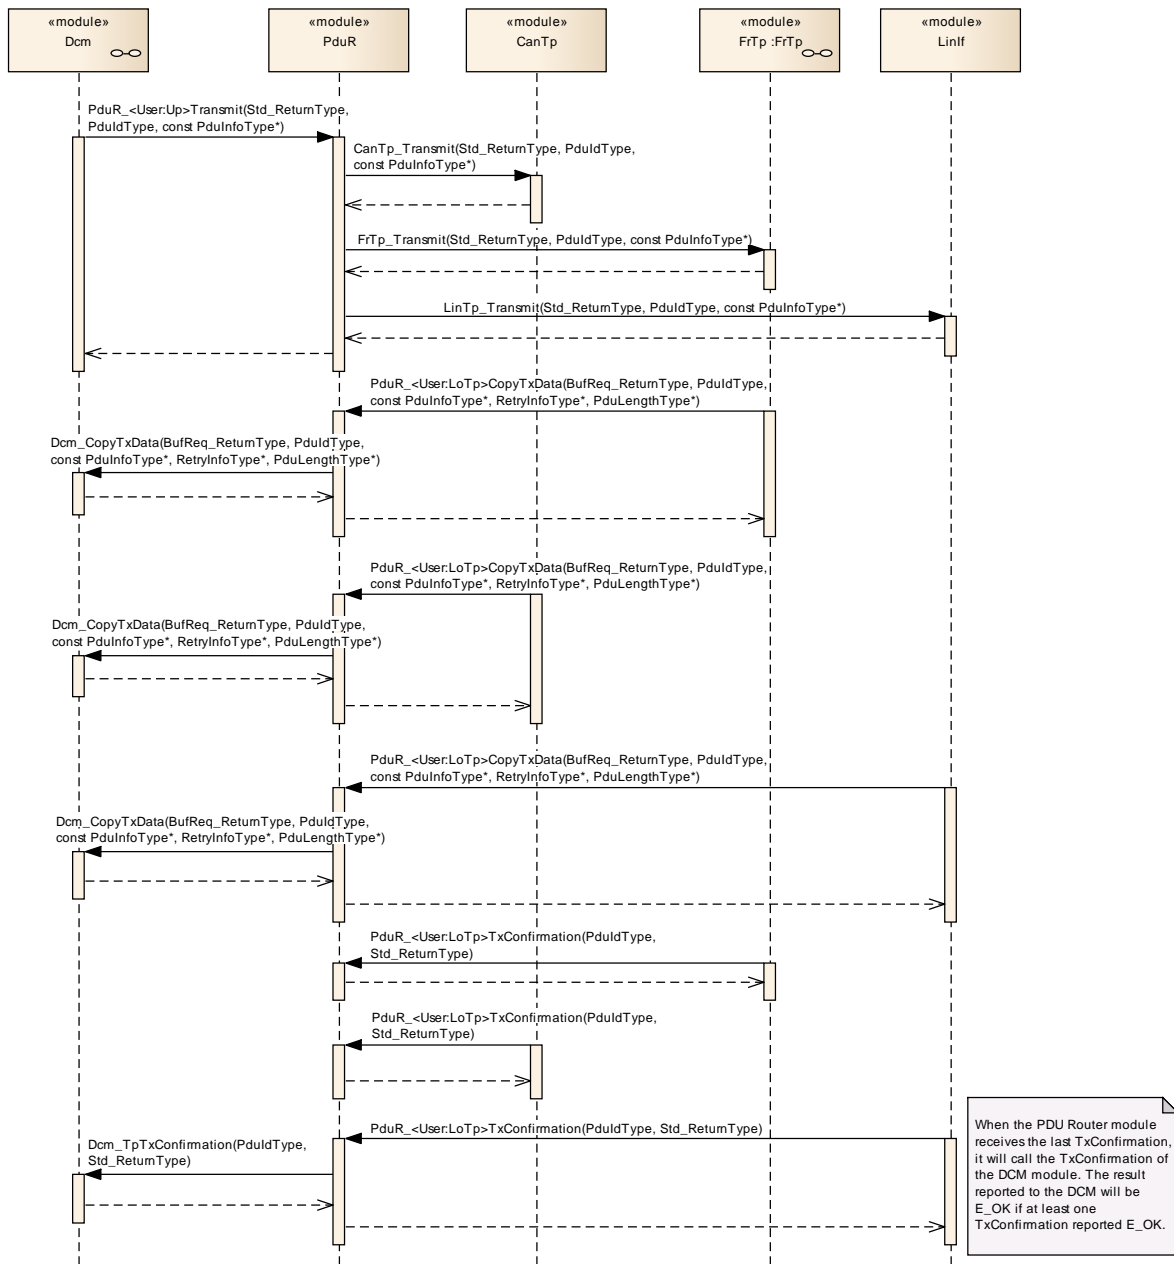 «module»
Dcm
«module»
PduR
«module»
CanTp
«module»
FrTp :FrTp
«module»
LinIf
PduR_<User:Up>Transmit(Std_ReturnType,
PduIdType, const PduInfoType*)
CanTp_Transmit(Std_ReturnType, PduIdType,
const PduInfoType*)
FrTp_Transmit(Std_ReturnType, PduIdType, const PduInfoType*)
LinTp_Transmit(Std_ReturnType, PduIdType, const PduInfoType*)
PduR_<User:LoTp>CopyTxData(BufReq_ReturnType, PduIdType,
const PduInfoType*, RetryInfoType*, PduLengthType*)
Dcm_CopyTxData(BufReq_ReturnType, PduIdType,
const PduInfoType*, RetryInfoType*, PduLengthType*)
PduR_<User:LoTp>CopyTxData(BufReq_ReturnType, PduIdType,
const PduInfoType*, RetryInfoType*, PduLengthType*)
Dcm_CopyTxData(BufReq_ReturnType, PduIdType,
const PduInfoType*, RetryInfoType*, PduLengthType*)
PduR_<User:LoTp>CopyTxData(BufReq_ReturnType, PduIdType,
const PduInfoType*, RetryInfoType*, PduLengthType*)
Dcm_CopyTxData(BufReq_ReturnType, PduIdType,
const PduInfoType*, RetryInfoType*, PduLengthType*)
PduR_<User:LoTp>TxConfirmation(PduIdType,
Std_ReturnType)
PduR_<User:LoTp>TxConfirmation(PduIdType,
Std_ReturnType)
PduR_<User:LoTp>TxConfirmation(PduIdType, Std_ReturnType)
Dcm_TpTxConfirmation(PduIdType,
Std_ReturnType)
When the PDU Router module
receives the last TxConfirmation,
it will call the TxConfirmation of
the DCM module. The result
reported to the DCM will be
E_OK if at least one
TxConfirmation reported E_OK.